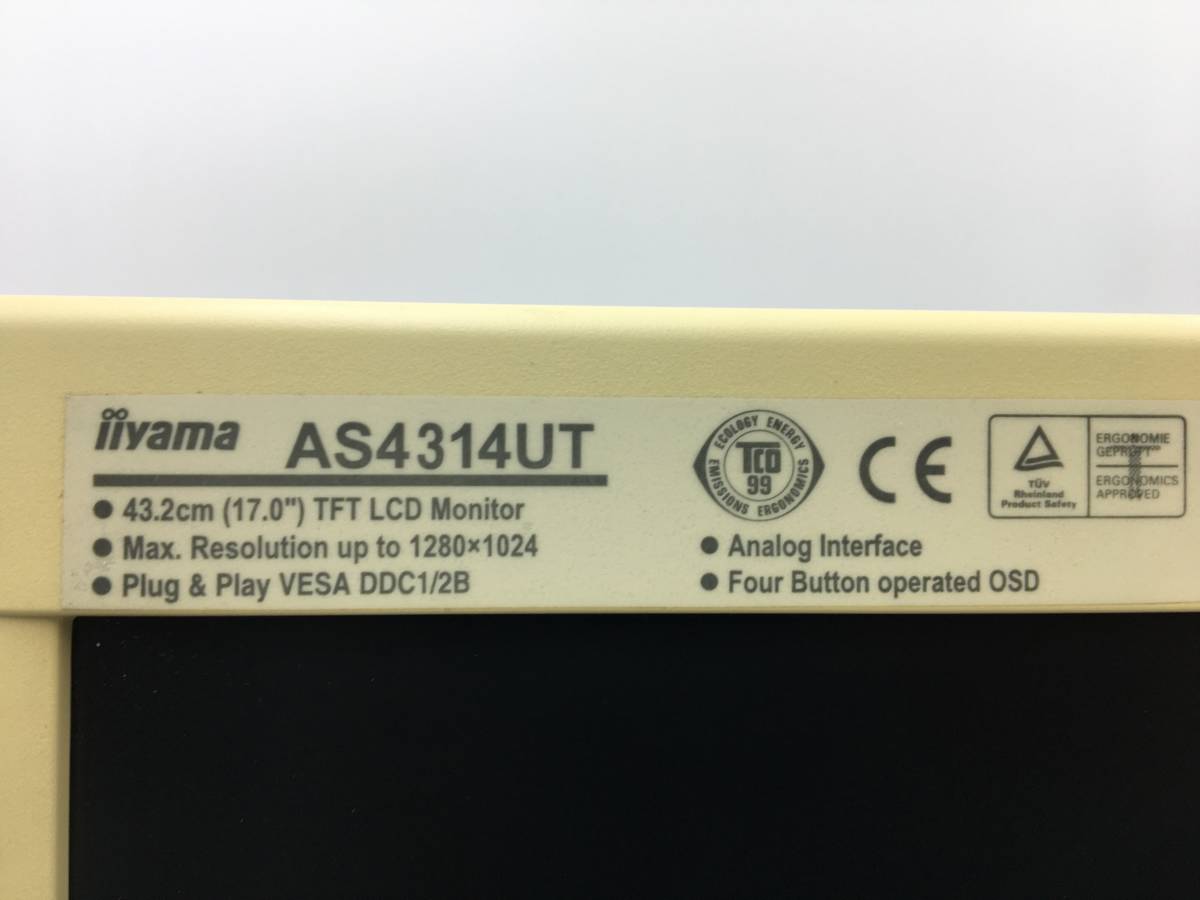 iiyama AS4314UT
● 43.2cm (17.0") TFT LCD Monitor
● Max. Resolution up to 1280×1024
● Plug & Play VESA DDC1/2B
ECOLOGY ENERGY
TCO
99
EMISSIONS ERGONOMICS
CE
TÜV
Rheinland
Product Safety
ERGONOMIE
GEPRÜFT
ERGONOMICS
APPROVED
● Analog Interface
● Four Button operated OSD